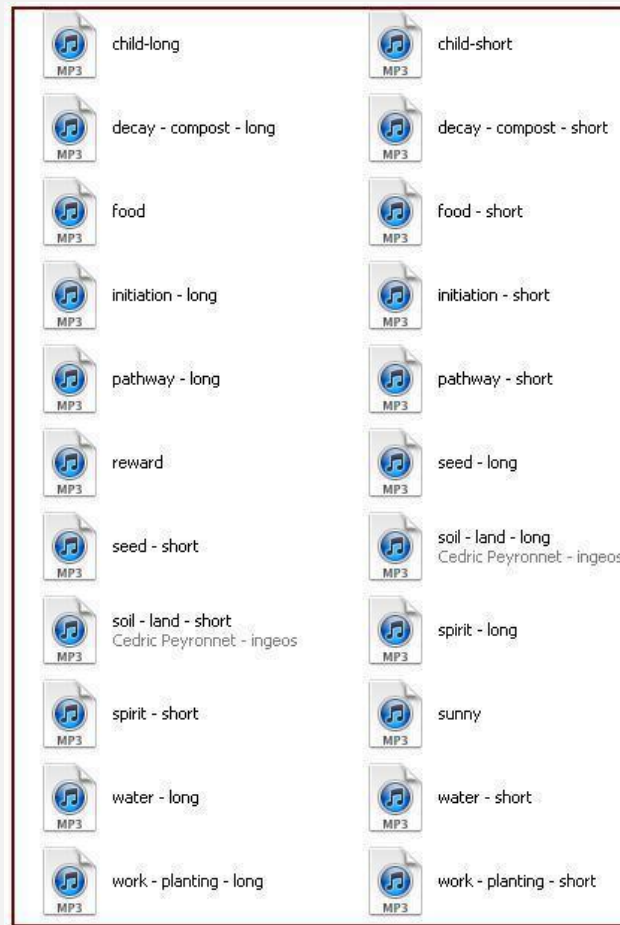 MP3
child-long
MP3
child-short
MP3
decay - compost - long
MP3
decay - compost - short
MP3
food
MP3
food - short
MP3
initiation - long
MP3
initiation - short
MP3
pathway - long
MP3
pathway - short
MP3
reward
MP3
seed - long
MP3
seed - short
MP3
soil - land - long
Cedric Peyronnet - ingeos
MP3
soil - land - short
Cedric Peyronnet - ingeos
MP3
spirit - long
MP3
spirit - short
MP3
sunny
MP3
water - long
MP3
water - short
MP3
work - planting - long
MP3
work - planting - short